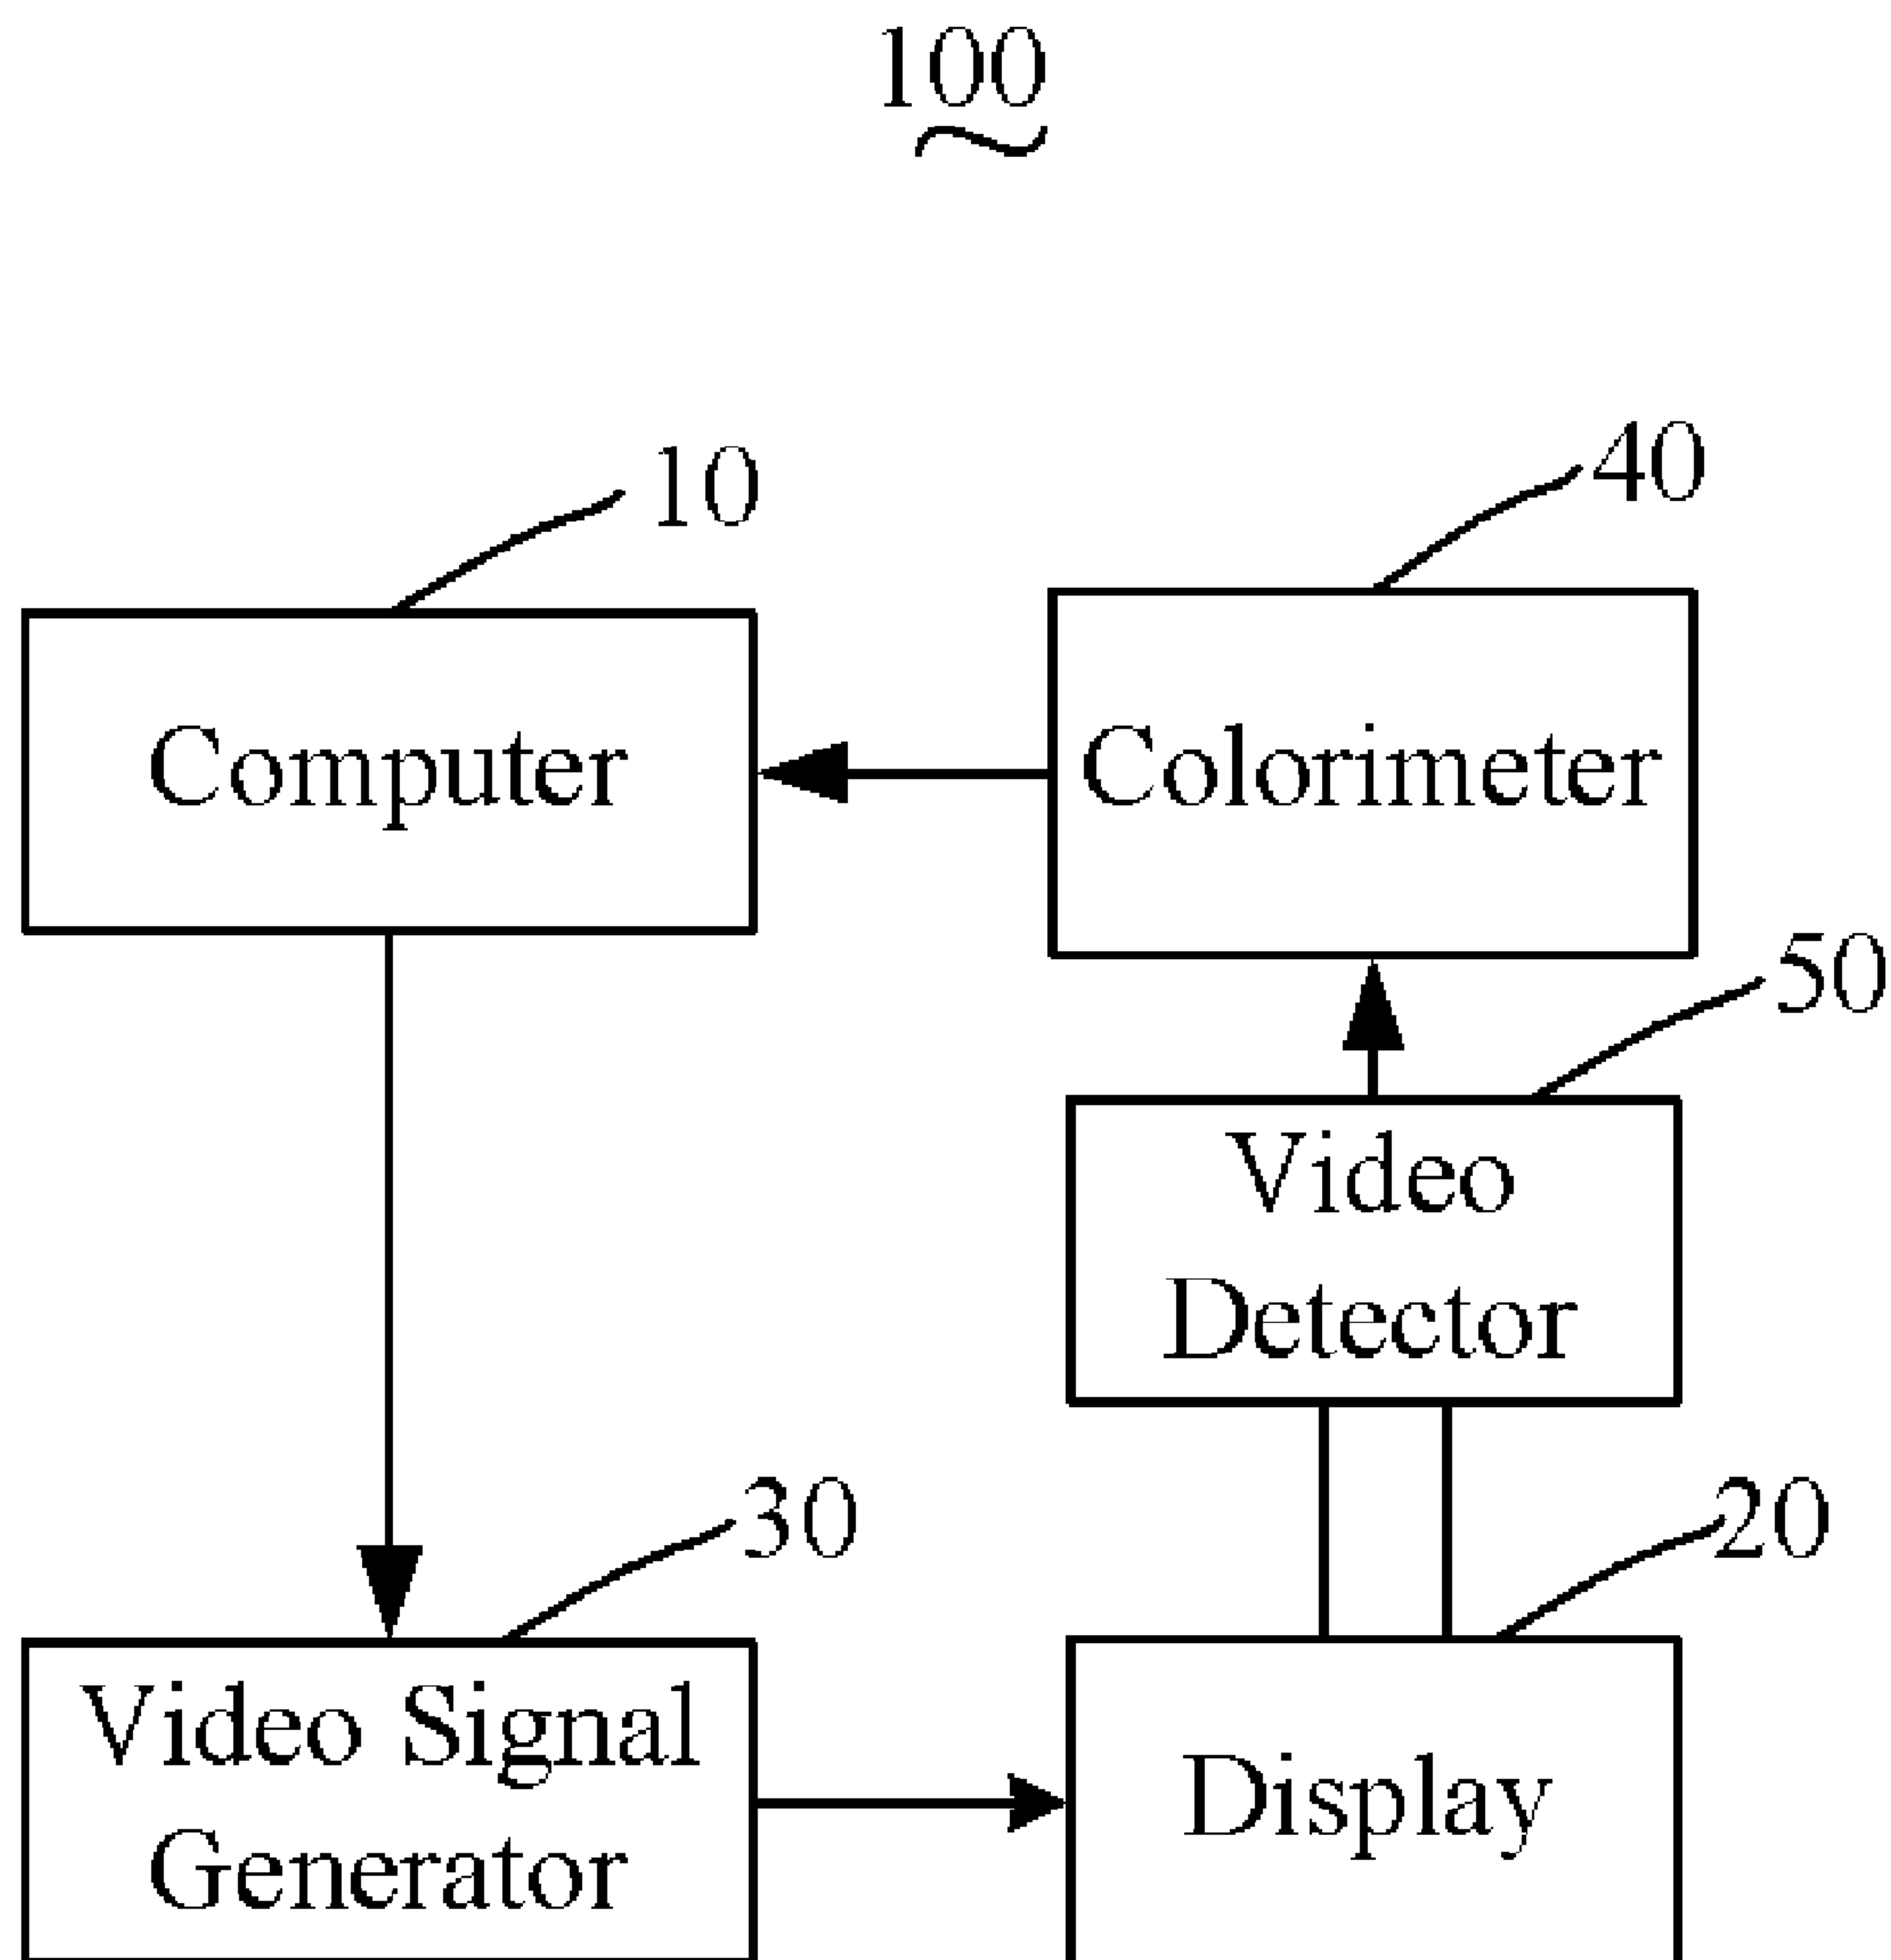 100
10
40
Computer
Colorimeter
50
Video
Detector
30
20
Video Signal
Generator
Display